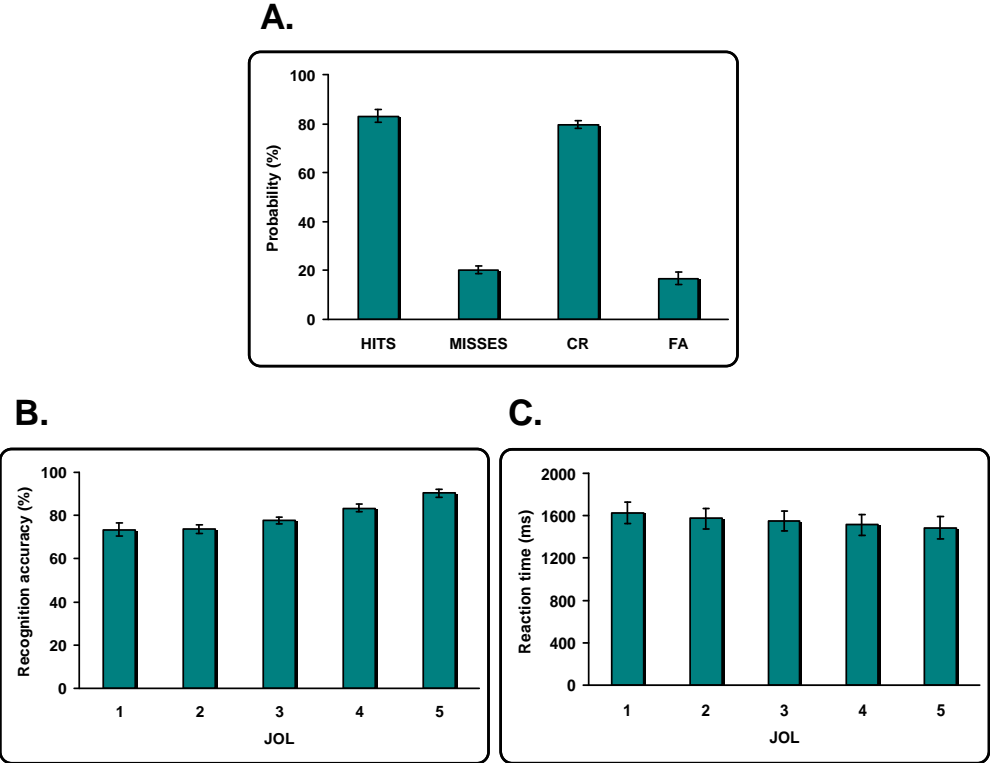 A.
Probability (%)
100
80
60
40
20
0
HITS MISSES CR FA
B.
Recognition accuracy (%)
100
80
60
40
20
0
1 2 3 4 5
JOL
C.
Reaction time (ms)
2000
1600
1200
800
400
0
1 2 3 4 5
JOL